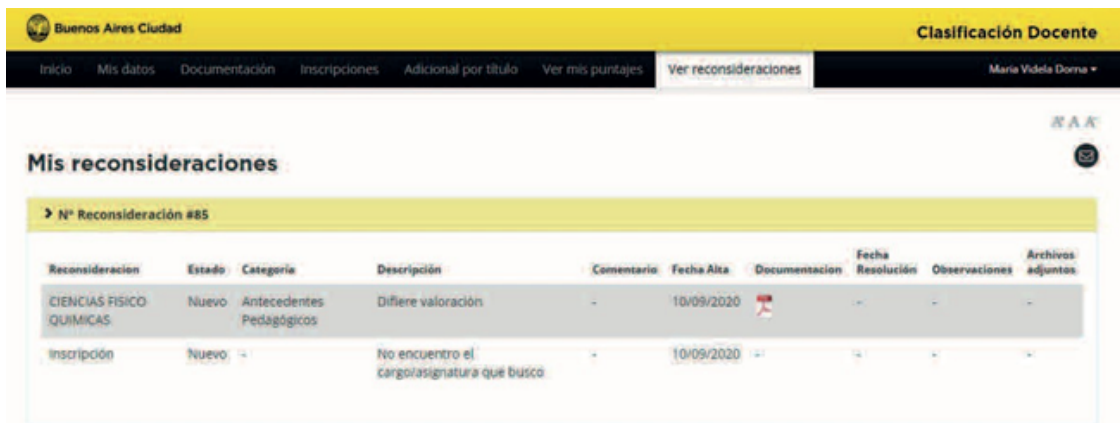 Buenos Aires Ciudad
Clasificación Docente
Inicio Mis datos Documentación Inscripciones Adicional por título Ver mis puntajes Ver reconsideraciones Maria Videla Dorna
A A A
Mis reconsideraciones
N° Reconsideración #85
Reconsideracion Estado Categoría Descripción Comentario Fecha Alta Documentacion Fecha Resolución Observaciones Archivos adjuntos
CIENCIAS FISICO Nuevo Antecedentes Difiere valoración - 10/09/2020 - - -
QUIMICAS Pedagógicos
Inscripción Nuevo - No encuentro el - 10/09/2020 - - - -
cargo/asignatura que busco